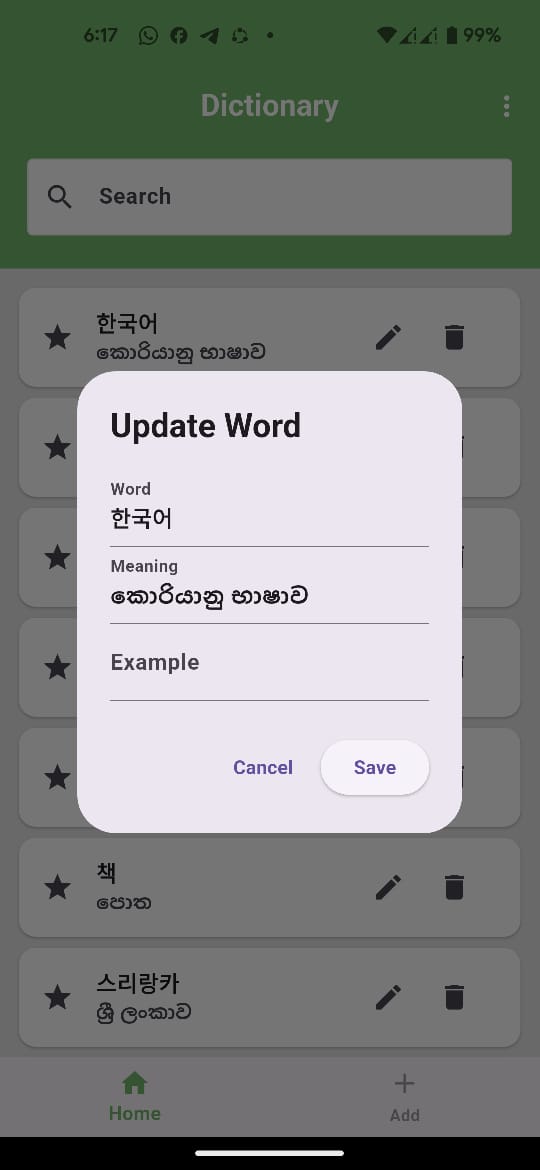 6:17
99%
Dictionary
Search
한국어
කොරියානු භාෂාව
Update Word
Word
한국어
Meaning
කොරියානු භාෂාව
Example
Cancel
Save
책
පොත
스리랑카
ශ්‍රී ලංකාව
Home
Add